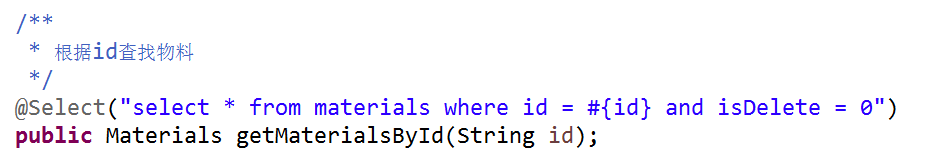 /**
 * 根据id查找物料
 */
@Select("select * from materials where id = #{id} and isDelete = 0")
public Materials getMaterialsById(String id);